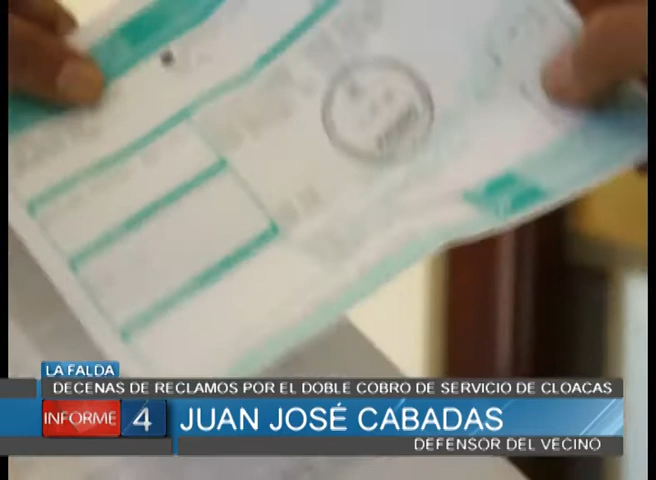 LA FALDA
DECENAS DE RECLAMOS POR EL DOBLE COBRO DE SERVICIO DE CLOACAS
INFORME 4 JUAN JOSÉ CABADAS
DEFENSOR DEL VECINO